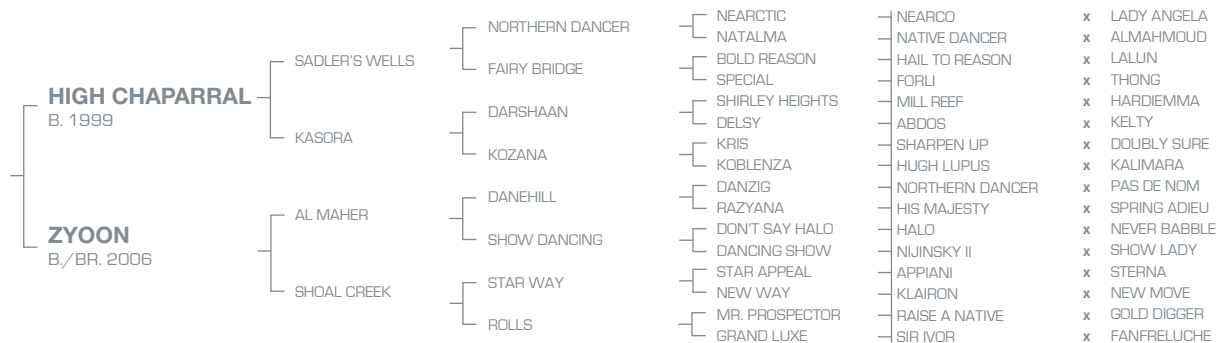 HIGH CHAPARRAL
B. 1999
ZYOON
B./BR. 2006
SADLER'S WELLS
KASORA
AL MAHER
SHOAL CREEK
NORTHERN DANCER
FAIRY BRIDGE
DARSHAAN
KOZANA
DANEHILL
SHOW DANCING
STAR WAY
ROLLS
NEARCTIC
NATALMA
BOLD REASON
SPECIAL
SHIRLEY HEIGHTS
DELSY
KRIS
KOBLENZA
DANZIG
RAZYANA
DON'T SAY HALO
DANCING SHOW
STAR APPEAL
NEW WAY
MR. PROSPECTOR
GRAND LUXE
NEARCO x LADY ANGELA
NATIVE DANCER x ALMAHMOUD
HAIL TO REASON x LALUN
FORLI x THONG
MILL REEF x HARDIEMMA
ABDOS x KELTY
SHARPEN UP x DOUBLY SURE
HUGH LUPUS x KALIMARA
NORTHERN DANCER x PAS DE NOM
HIS MAJESTY x SPRING ADIEU
HALO x NEVER BABBLE
NIJINSKY II x SHOW LADY
APPIANI x STERNA
KLAIRON x NEW MOVE
RAISE A NATIVE x GOLD DIGGER
SIR IVOR x FANFRELUCHE